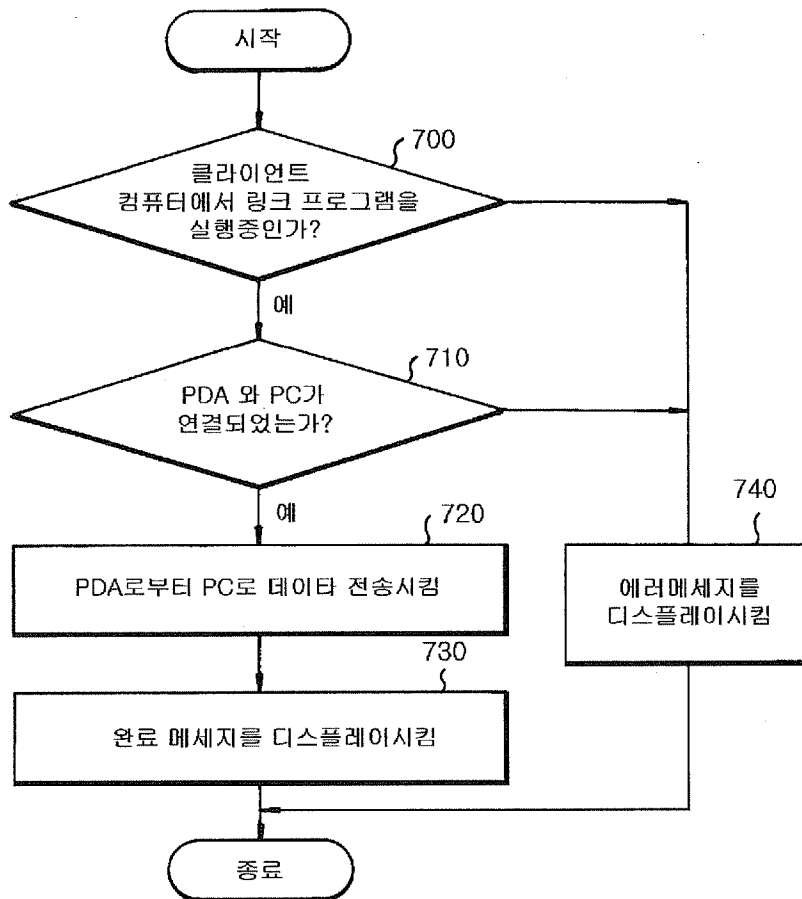 시작
700
클라이언트
컴퓨터에서 링크 프로그램을
실행중인가?
예
710
PDA 와 PC가
연결되었는가?
예
720
PDA로부터 PC로 데이타 전송시킴
740
에러메세지를
디스플레이시킴
730
완료 메세지를 디스플레이시킴
종료